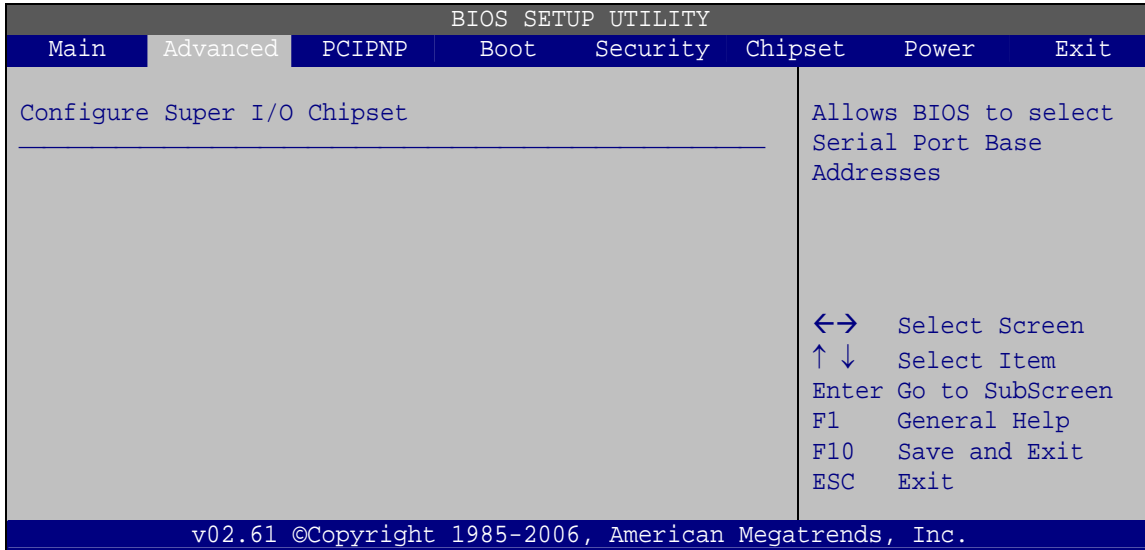 BIOS SETUP UTILITY
Main Advanced PCIPNP Boot Security Chipset Power Exit
Configure Super I/O Chipset
Allows BIOS to select
Serial Port Base
Addresses
←→ Select Screen
↑ ↓ Select Item
Enter Go to SubScreen
F1 General Help
F10 Save and Exit
ESC Exit
v02.61 ©Copyright 1985-2006, American Megatrends, Inc.